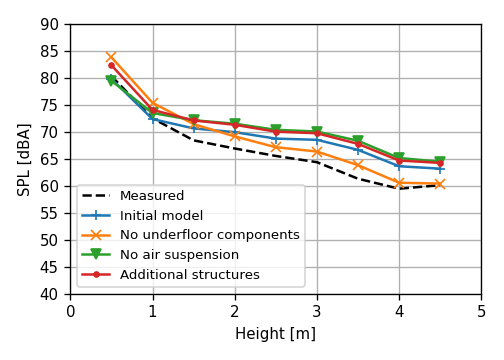 90
85
80
75
70
65
60
55
50
45
40
SPL [dBA]
Measured
Initial model
No underfloor components
No air suspension
Additional structures
0 1 2 3 4 5
Height [m]